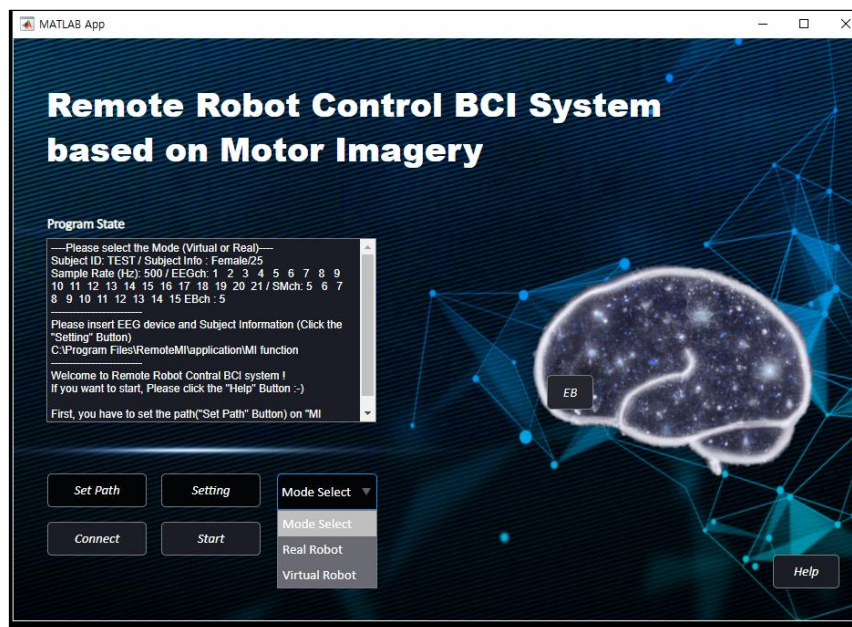 MATLAB App
Remote Robot Control BCI System
based on Motor Imagery
Program State
----Please select the Mode (Virtual or Real)----
Subject ID: TEST / Subject Info : Female/25
Sample Rate (Hz): 500 / EEGch: 1 2 3 4 5 6 7 8 9
10 11 12 13 14 15 16 17 18 19 20 21 / SMch: 5 6 7
8 9 10 11 12 13 14 15 EBch : 5
----------------------------
Please insert EEG device and Subject Information (Click the
"Setting" Button)
C:\Program Files\RemoteMI\application\MI function
----------------------------
Welcome to Remote Robot Contral BCI system !
If you want to start, Please click the "Help" Button :-)
First, you have to set the path("Set Path" Button) on "MI
EB
Set Path
Setting
Mode Select
Connect
Start
Mode Select
Real Robot
Virtual Robot
Help